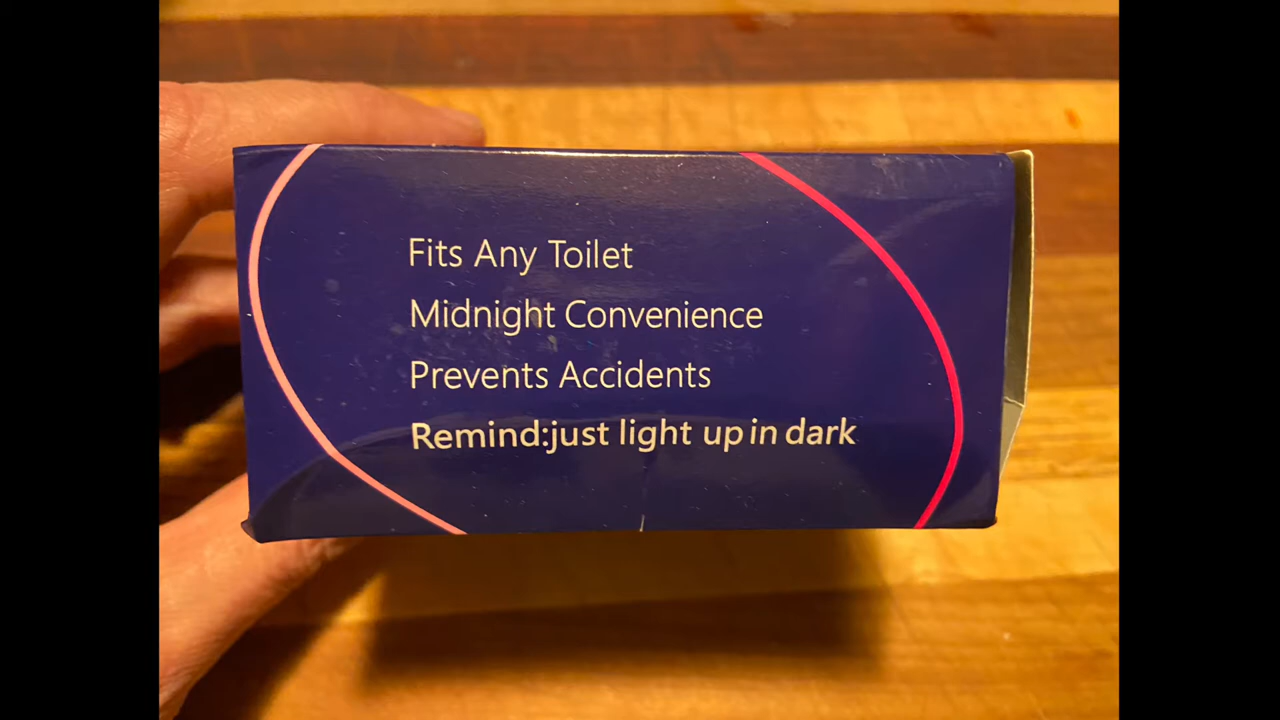 Fits Any Toilet
Midnight Convenience
Prevents Accidents
Remind:just light up in dark